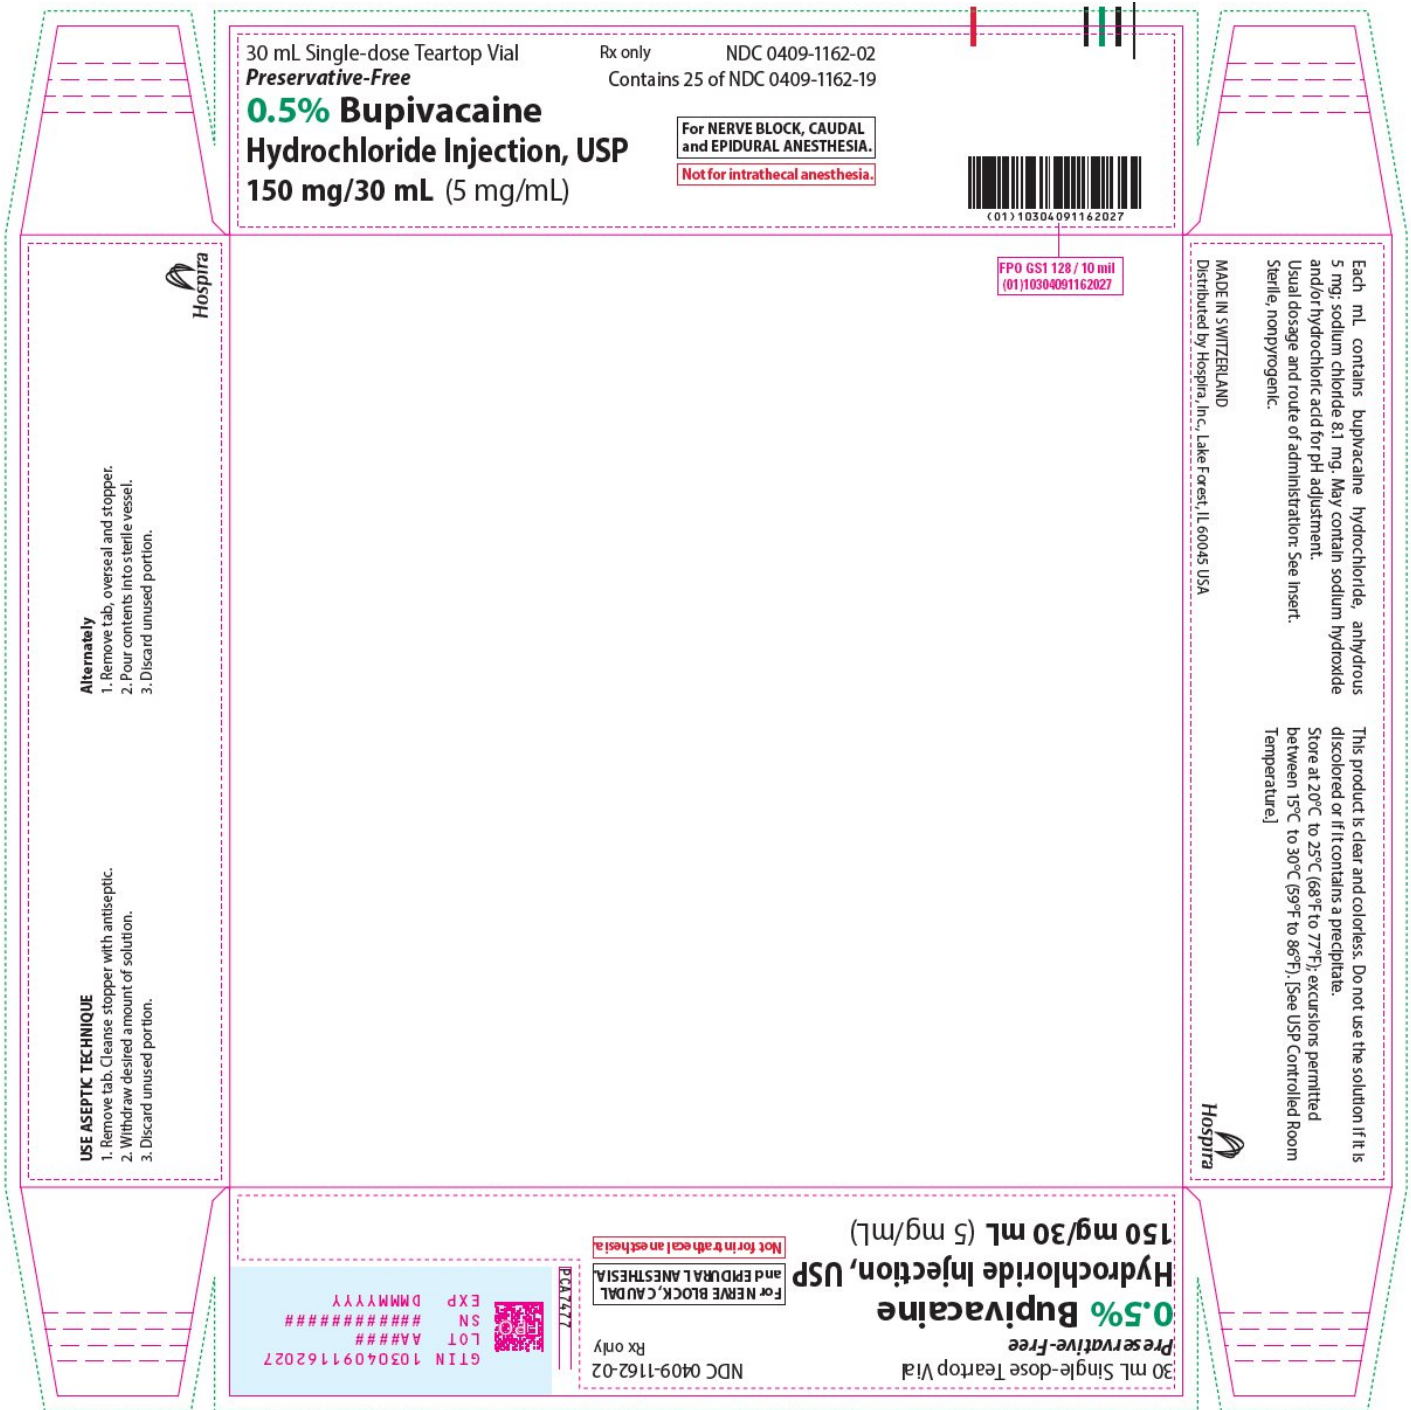 30 mL Single-dose Teartop Vial
Preservative-Free
0.5% Bupivacaine
Hydrochloride Injection, USP
150 mg/30 mL (5 mg/mL)
Rx only
NDC 0409-1162-02
Contains 25 of NDC 0409-1162-19
For NERVE BLOCK, CAUDAL
and EPIDURAL ANESTHESIA.
Not for intrathecal anesthesia.
(01)10304091162027
FPO GS1 128 / 10 mil
(01)10304091162027
Hospira
Alternately
1. Remove tab, overseal and stopper.
2. Pour contents into sterile vessel.
3. Discard unused portion.
USE ASEPTIC TECHNIQUE
1. Remove tab. Cleanse stopper with antiseptic.
2. Withdraw desired amount of solution.
3. Discard unused portion.
Each mL contains bupivacaine hydrochloride, anhydrous
5 mg; sodium chloride 8.1 mg. May contain sodium hydroxide
and/or hydrochloric acid for pH adjustment.
Usual dosage and route of administration: See insert.
Sterile, nonpyrogenic.
MADE IN SWITZERLAND
Distributed by Hospira, Inc., Lake Forest, IL 60045 USA
This product is clear and colorless. Do not use the solution if it is
discolored or if it contains a precipitate.
Store at 20°C to 25°C (68°F to 77°F); excursions permitted
between 15°C to 30°C (59°F to 86°F). [See USP Controlled Room
Temperature.]
Hospira
30 mL Single-dose Teartop Vial
Preservative-Free
0.5% Bupivacaine
Hydrochloride Injection, USP
150 mg/30 mL (5 mg/mL)
NDC 0409-1162-02
Rx only
For NERVE BLOCK, CAUDAL
and EPIDURAL ANESTHESIA.
Not for intrathecal anesthesia.
PCA7477
FPO
GTIN 10304091162027
LOT AA####
SN ############
EXP DMMMYYYY